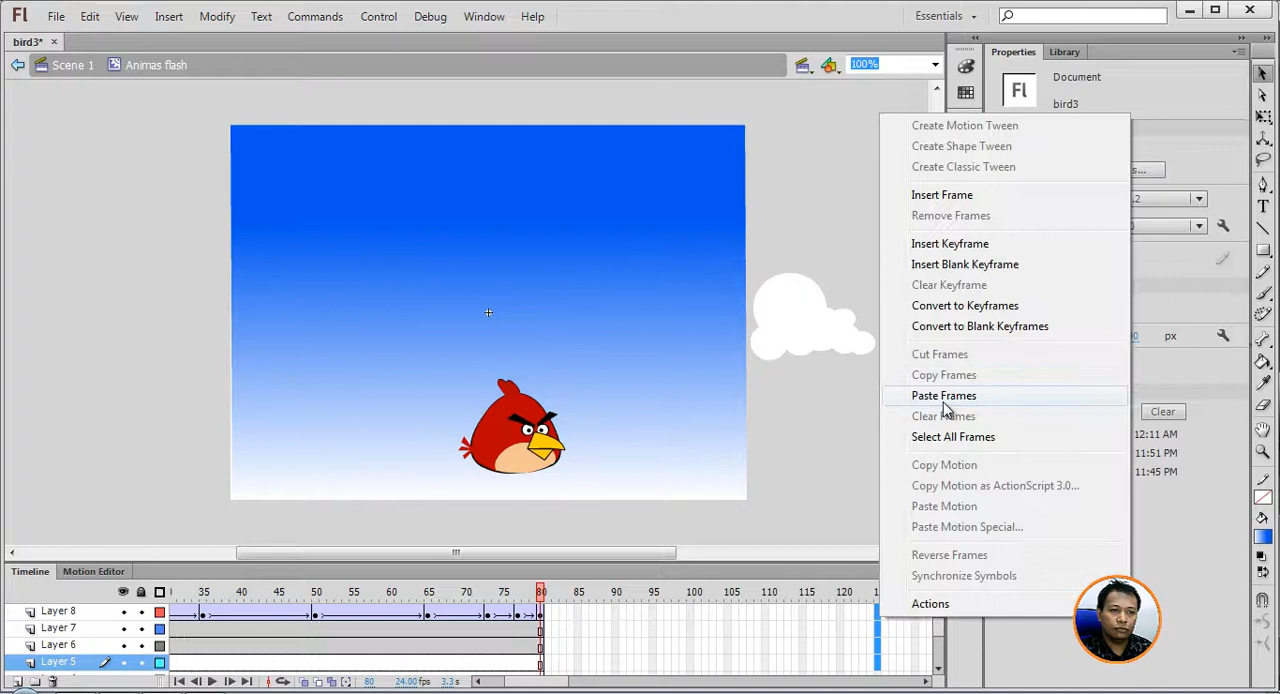 Fl File Edit View Insert Modify Text Commands Control Debug Window Help Essentials
bird3*
Scene 1 Animas flash 100%
Properties Library
Fl Document
bird3
Create Motion Tween
Create Shape Tween
Create Classic Tween
s...
Insert Frame
.2
Remove Frames
Insert Keyframe
Insert Blank Keyframe
Clear Keyframe
Convert to Keyframes
Convert to Blank Keyframes
px
Cut Frames
Copy Frames
Paste Frames
Clear Frames
Clear
Select All Frames
12:11 AM
11:51 PM
11:45 PM
Copy Motion
Copy Motion as ActionScript 3.0...
Paste Motion
Paste Motion Special...
Reverse Frames
Synchronize Symbols
Actions
Timeline Motion Editor
35 40 45 50 55 60 65 70 75 80 85 90 95 100 105 110 115 120
Layer 8
Layer 7
Layer 6
Layer 5
80 24.00 fps 3.3 s